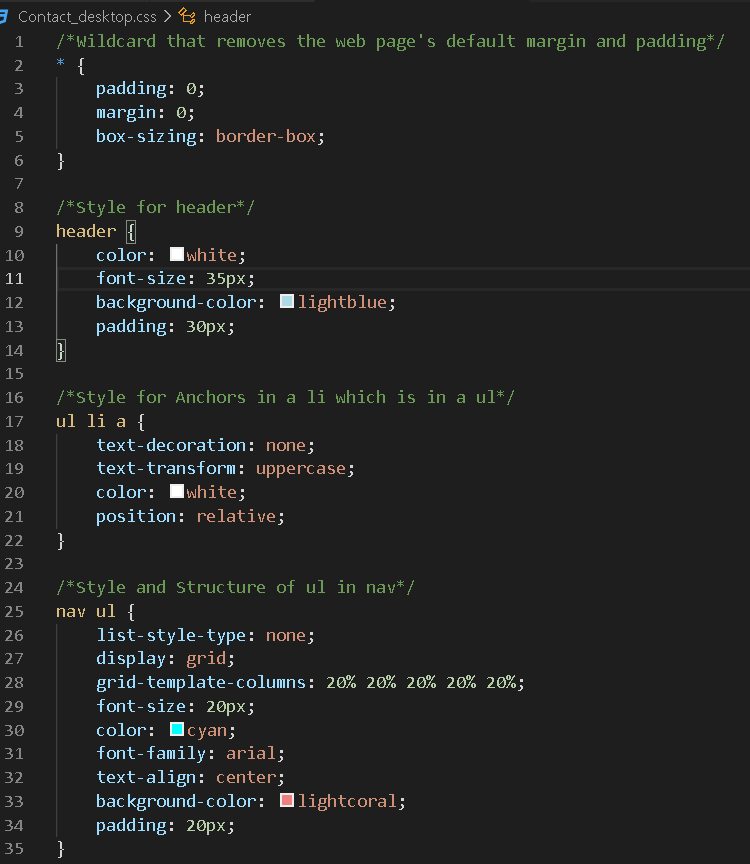 Contact_desktop.css > header
1 /*Wildcard that removes the web page's default margin and padding*/
2 * {
3 padding: 0;
4 margin: 0;
5 box-sizing: border-box;
6 }
7
8 /*Style for header*/
9 header {
10 color: white;
11 font-size: 35px;
12 background-color: lightblue;
13 padding: 30px;
14 }
15
16 /*Style for Anchors in a li which is in a ul*/
17 ul li a {
18 text-decoration: none;
19 text-transform: uppercase;
20 color: white;
21 position: relative;
22 }
23
24 /*Style and Structure of ul in nav*/
25 nav ul {
26 list-style-type: none;
27 display: grid;
28 grid-template-columns: 20% 20% 20% 20% 20%;
29 font-size: 20px;
30 color: cyan;
31 font-family: arial;
32 text-align: center;
33 background-color: lightcoral;
34 padding: 20px;
35 }